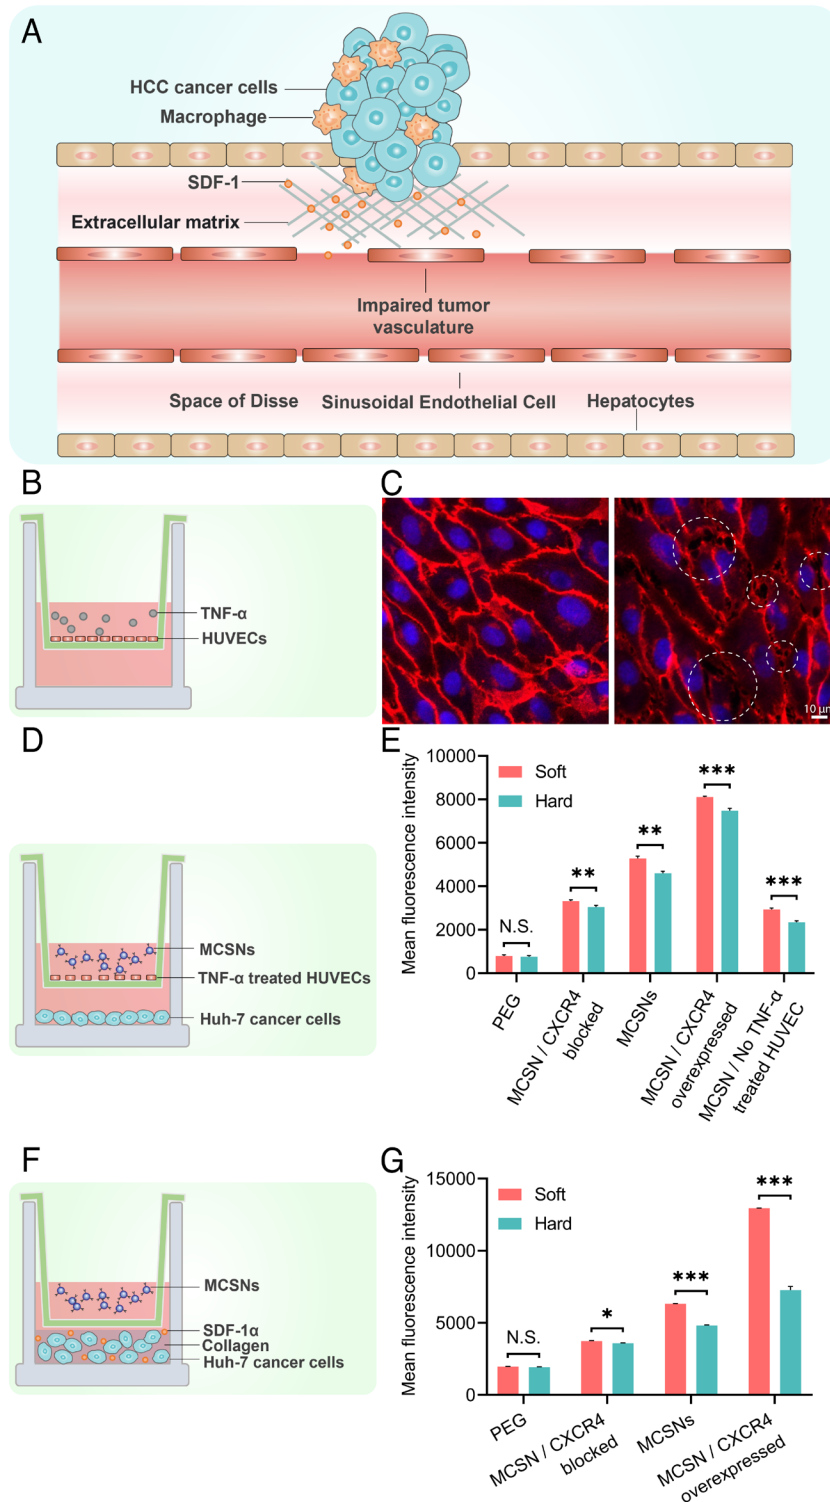 A
HCC cancer cells
Macrophage
SDF-1
Extracellular matrix
Impaired tumor
vasculature
Space of Disse
Sinusoidal Endothelial Cell
Hepatocytes
B
TNF-α
HUVECs
C
10 μm
D
MCSNs
TNF-α treated HUVECs
Huh-7 cancer cells
E
Mean fluorescence intensity
10000
8000
6000
4000
2000
0
Soft
Hard
N.S.
**
**
***
***
PEG
MCSN / CXCR4
blocked
MCSNs
MCSN / CXCR4
overexpressed
MCSN / No TNF-α
treated HUVEC
F
MCSNs
SDF-1α
Collagen
Huh-7 cancer cells
G
Mean fluorescence intensity
15000
10000
5000
0
Soft
Hard
N.S.
*
***
***
PEG
MCSN / CXCR4
blocked
MCSNs
MCSN / CXCR4
overexpressed